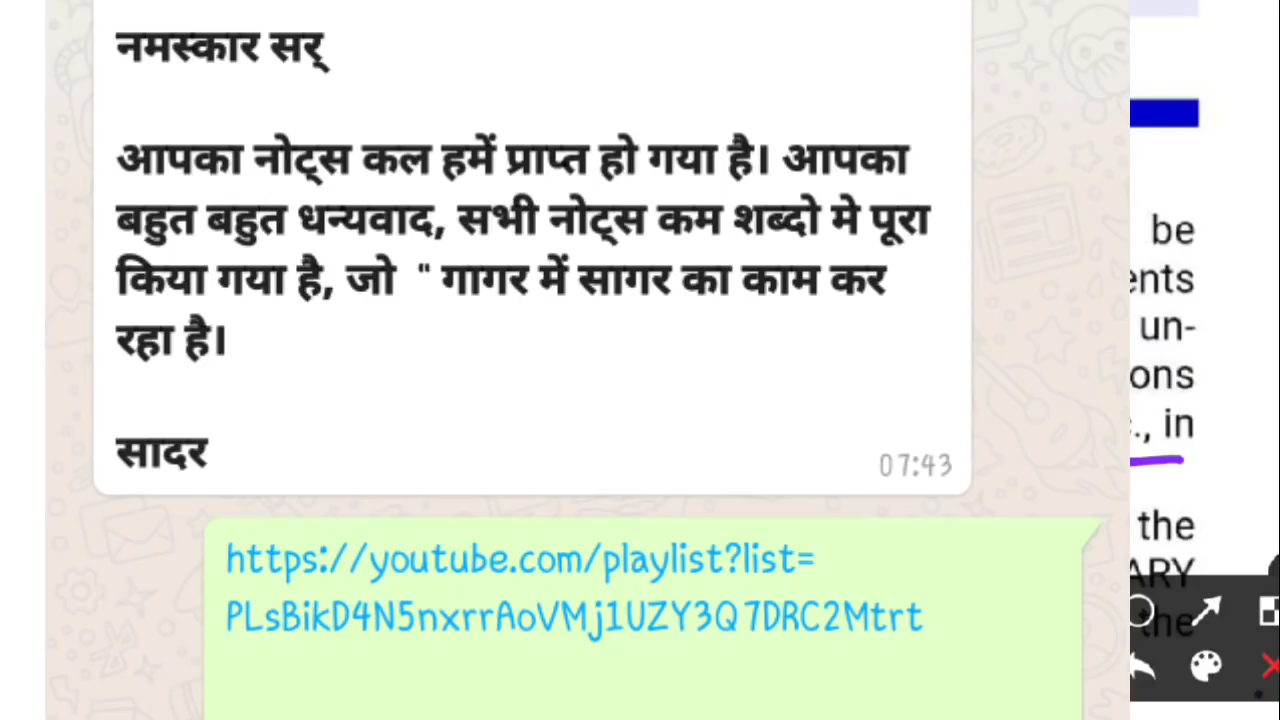 नमस्कार सर्
आपका नोट्स कल हमें प्राप्त हो गया है। आपका
बहुत बहुत धन्यवाद, सभी नोट्स कम शब्दो मे पूरा
किया गया है, जो " गागर में सागर का काम कर
रहा है।
सादर
07:43
https://youtube.com/playlist?list=
PLsBikD4N5nxrrAoVMj1UZY3Q7DRC2Mtrt
be
ents
un-
ons
., in
the
ARY
the